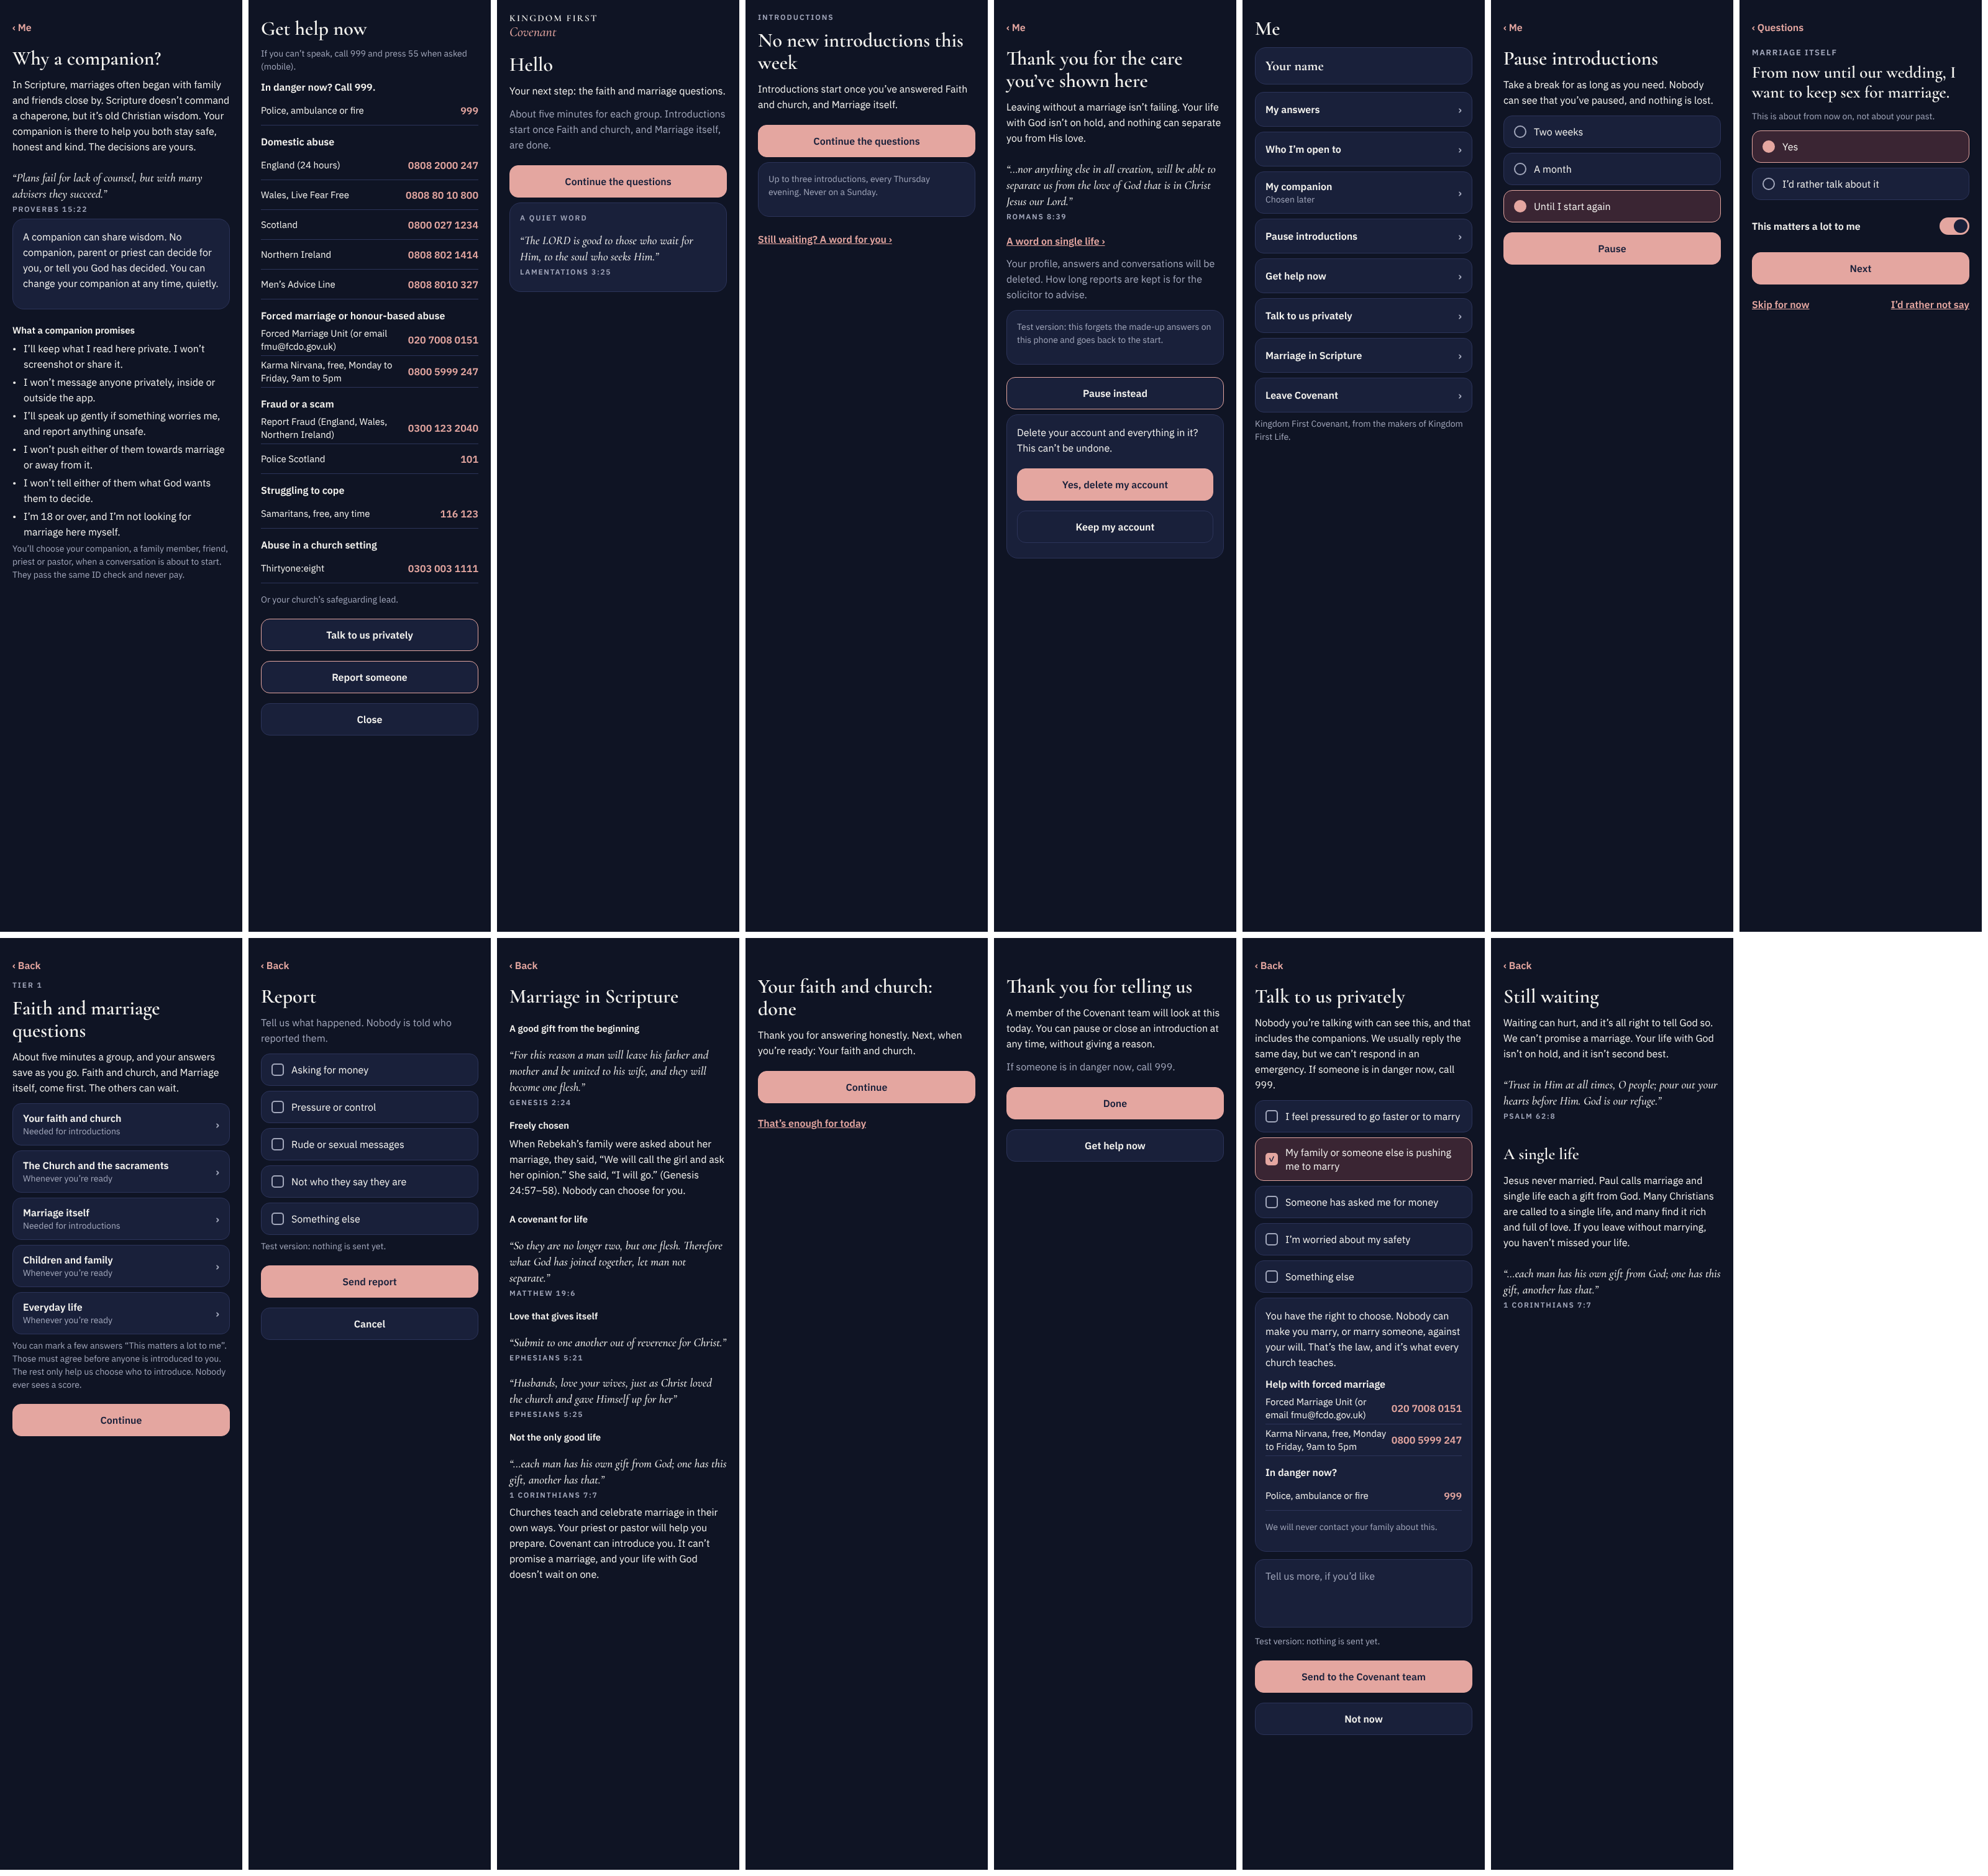 ‹ Me
Why a companion?
In Scripture, marriages often began with family
and friends close by. Scripture doesn’t command
a chaperone, but it’s old Christian wisdom. Your
companion is there to help you both stay safe,
honest and kind. The decisions are yours.
“Plans fail for lack of counsel, but with many
advisers they succeed.”
PROVERBS 15:22
A companion can share wisdom. No
companion, parent or priest can decide for
you, or tell you God has decided. You can
change your companion at any time, quietly.
What a companion promises
• I’ll keep what I read here private. I won’t
screenshot or share it.
• I won’t message anyone privately, inside or
outside the app.
• I’ll speak up gently if something worries me,
and report anything unsafe.
• I won’t push either of them towards marriage
or away from it.
• I won’t tell either of them what God wants
them to decide.
• I’m 18 or over, and I’m not looking for
marriage here myself.
You’ll choose your companion, a family member, friend,
priest or pastor, when a conversation is about to start.
They pass the same ID check and never pay.
Get help now
If you can’t speak, call 999 and press 55 when asked
(mobile).
In danger now? Call 999.
Police, ambulance or fire 999
Domestic abuse
England (24 hours) 0808 2000 247
Wales, Live Fear Free 0808 80 10 800
Scotland 0800 027 1234
Northern Ireland 0808 802 1414
Men’s Advice Line 0808 8010 327
Forced marriage or honour-based abuse
Forced Marriage Unit (or email
fmu@fcdo.gov.uk) 020 7008 0151
Karma Nirvana, free, Monday to
Friday, 9am to 5pm 0800 5999 247
Fraud or a scam
Report Fraud (England, Wales,
Northern Ireland) 0300 123 2040
Police Scotland 101
Struggling to cope
Samaritans, free, any time 116 123
Abuse in a church setting
Thirtyone:eight 0303 003 1111
Or your church’s safeguarding lead.
Talk to us privately
Report someone
Close
KINGDOM FIRST
Covenant
Hello
Your next step: the faith and marriage questions.
About five minutes for each group. Introductions
start once Faith and church, and Marriage itself,
are done.
Continue the questions
A QUIET WORD
“The LORD is good to those who wait for
Him, to the soul who seeks Him.”
LAMENTATIONS 3:25
INTRODUCTIONS
No new introductions this
week
Introductions start once you’ve answered Faith
and church, and Marriage itself.
Continue the questions
Up to three introductions, every Thursday
evening. Never on a Sunday.
Still waiting? A word for you ›
‹ Me
Thank you for the care
you’ve shown here
Leaving without a marriage isn’t failing. Your life
with God isn’t on hold, and nothing can separate
you from His love.
“...nor anything else in all creation, will be able to
separate us from the love of God that is in Christ
Jesus our Lord.”
ROMANS 8:39
A word on single life ›
Your profile, answers and conversations will be
deleted. How long reports are kept is for the
solicitor to advise.
Test version: this forgets the made-up answers on
this phone and goes back to the start.
Pause instead
Delete your account and everything in it?
This can’t be undone.
Yes, delete my account
Keep my account
Me
Your name
My answers ›
Who I’m open to ›
My companion
Chosen later ›
Pause introductions ›
Get help now ›
Talk to us privately ›
Marriage in Scripture ›
Leave Covenant ›
Kingdom First Covenant, from the makers of Kingdom
First Life.
‹ Me
Pause introductions
Take a break for as long as you need. Nobody
can see that you’ve paused, and nothing is lost.
Two weeks
A month
Until I start again
Pause
‹ Questions
MARRIAGE ITSELF
From now until our wedding, I
want to keep sex for marriage.
This is about from now on, not about your past.
Yes
I’d rather talk about it
This matters a lot to me
Next
Skip for now I’d rather not say
‹ Back
TIER 1
Faith and marriage
questions
About five minutes a group, and your answers
save as you go. Faith and church, and Marriage
itself, come first. The others can wait.
Your faith and church
Needed for introductions ›
The Church and the sacraments
Whenever you’re ready ›
Marriage itself
Needed for introductions ›
Children and family
Whenever you’re ready ›
Everyday life
Whenever you’re ready ›
You can mark a few answers “This matters a lot to me”.
Those must agree before anyone is introduced to you.
The rest only help us choose who to introduce. Nobody
ever sees a score.
Continue
‹ Back
Report
Tell us what happened. Nobody is told who
reported them.
Asking for money
Pressure or control
Rude or sexual messages
Not who they say they are
Something else
Test version: nothing is sent yet.
Send report
Cancel
‹ Back
Marriage in Scripture
A good gift from the beginning
“For this reason a man will leave his father and
mother and be united to his wife, and they will
become one flesh.”
GENESIS 2:24
Freely chosen
When Rebekah’s family were asked about her
marriage, they said, “We will call the girl and ask
her opinion.” She said, “I will go.” (Genesis
24:57–58). Nobody can choose for you.
A covenant for life
“So they are no longer two, but one flesh. Therefore
what God has joined together, let man not
separate.”
MATTHEW 19:6
Love that gives itself
“Submit to one another out of reverence for Christ.”
EPHESIANS 5:21
“Husbands, love your wives, just as Christ loved
the church and gave Himself up for her”
EPHESIANS 5:25
Not the only good life
“...each man has his own gift from God; one has this
gift, another has that.”
1 CORINTHIANS 7:7
Churches teach and celebrate marriage in their
own ways. Your priest or pastor will help you
prepare. Covenant can introduce you. It can’t
promise a marriage, and your life with God
doesn’t wait on one.
Your faith and church:
done
Thank you for answering honestly. Next, when
you’re ready: Your faith and church.
Continue
That’s enough for today
Thank you for telling us
A member of the Covenant team will look at this
today. You can pause or close an introduction at
any time, without giving a reason.
If someone is in danger now, call 999.
Done
Get help now
‹ Back
Talk to us privately
Nobody you’re talking with can see this, and that
includes the companions. We usually reply the
same day, but we can’t respond in an
emergency. If someone is in danger now, call
999.
I feel pressured to go faster or to marry
My family or someone else is pushing
me to marry
Someone has asked me for money
I’m worried about my safety
Something else
You have the right to choose. Nobody can
make you marry, or marry someone, against
your will. That’s the law, and it’s what every
church teaches.
Help with forced marriage
Forced Marriage Unit (or
email fmu@fcdo.gov.uk) 020 7008 0151
Karma Nirvana, free, Monday
to Friday, 9am to 5pm 0800 5999 247
In danger now?
Police, ambulance or fire 999
We will never contact your family about this.
Tell us more, if you’d like
Test version: nothing is sent yet.
Send to the Covenant team
Not now
‹ Back
Still waiting
Waiting can hurt, and it’s all right to tell God so.
We can’t promise a marriage. Your life with God
isn’t on hold, and it isn’t second best.
“Trust in Him at all times, O people; pour out your
hearts before Him. God is our refuge.”
PSALM 62:8
A single life
Jesus never married. Paul calls marriage and
single life each a gift from God. Many Christians
are called to a single life, and many find it rich
and full of love. If you leave without marrying,
you haven’t missed your life.
“...each man has his own gift from God; one has this
gift, another has that.”
1 CORINTHIANS 7:7